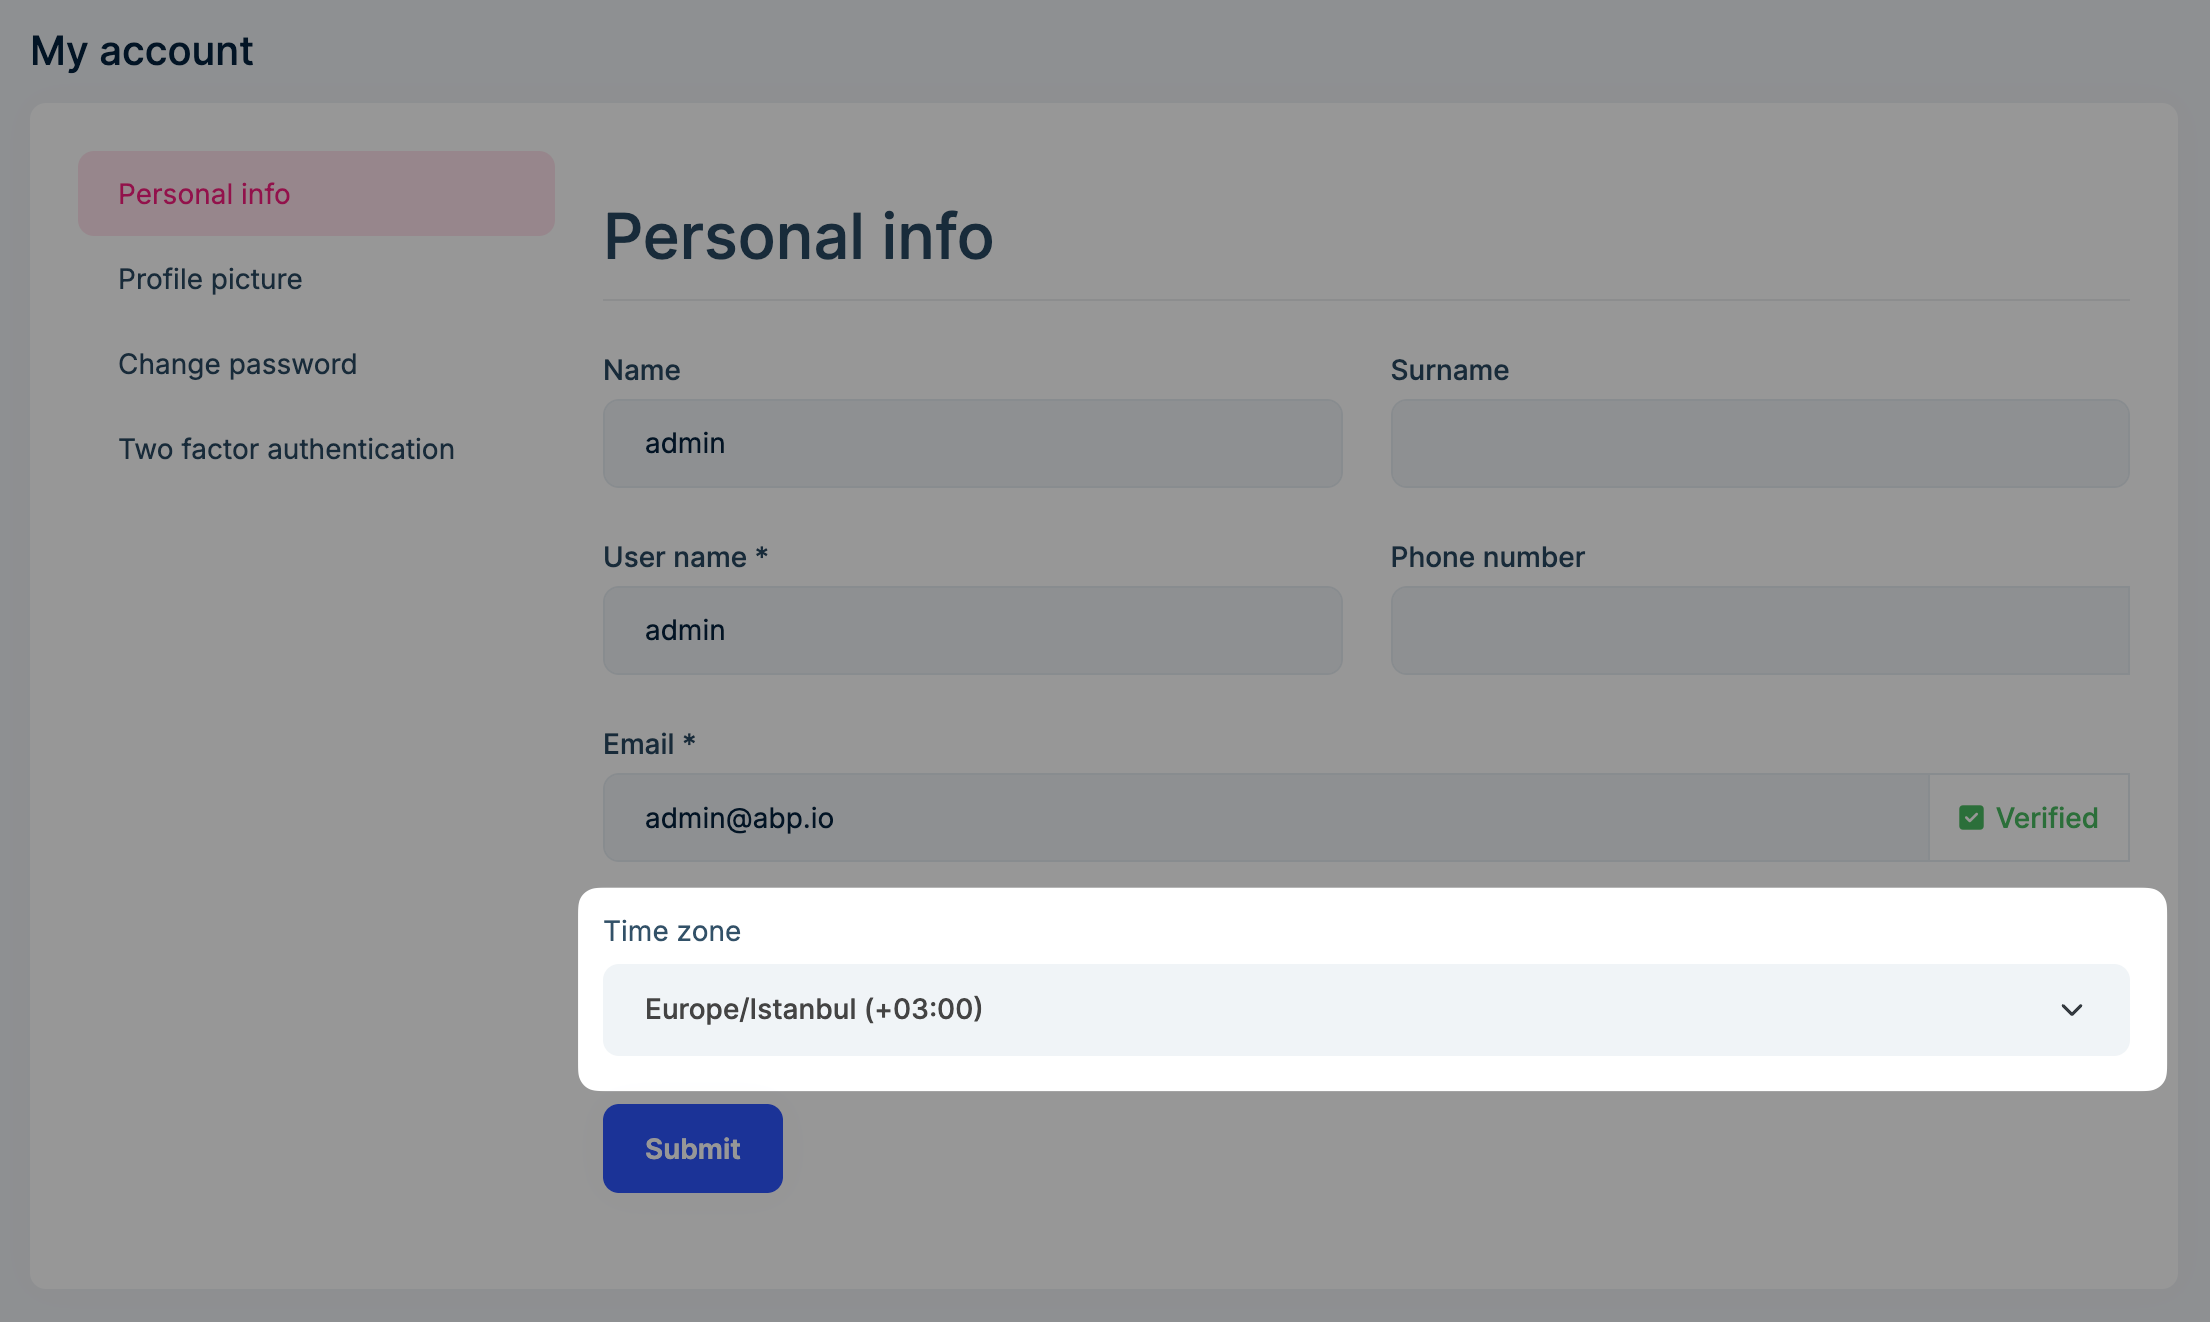 My account
Personal info
Profile picture
Change password
Two factor authentication
Personal info
Name
Surname
admin
User name *
Phone number
admin
Email *
admin@abp.io
Verified
Time zone
Europe/Istanbul (+03:00)
Submit